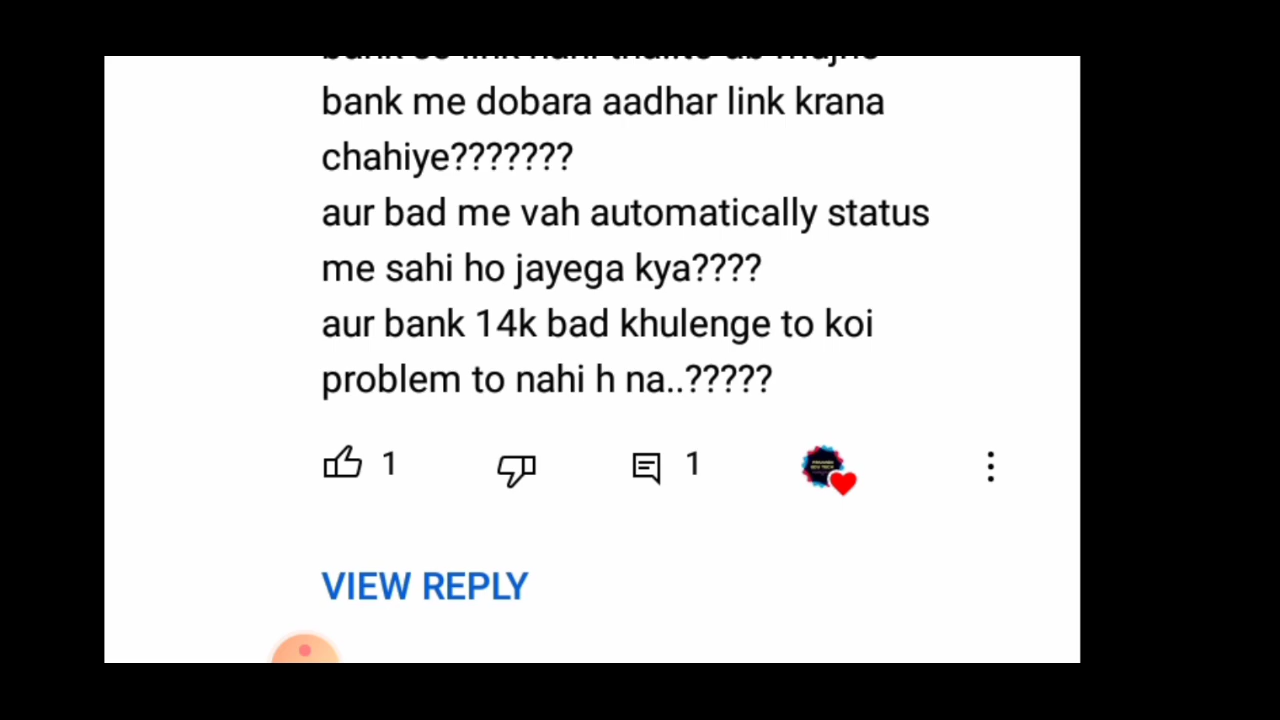 bank me dobara aadhar link krana
chahiye???????
aur bad me vah automatically status
me sahi ho jayega kya????
aur bank 14k bad khulenge to koi
problem to nahi h na..?????
1
1
VIEW REPLY